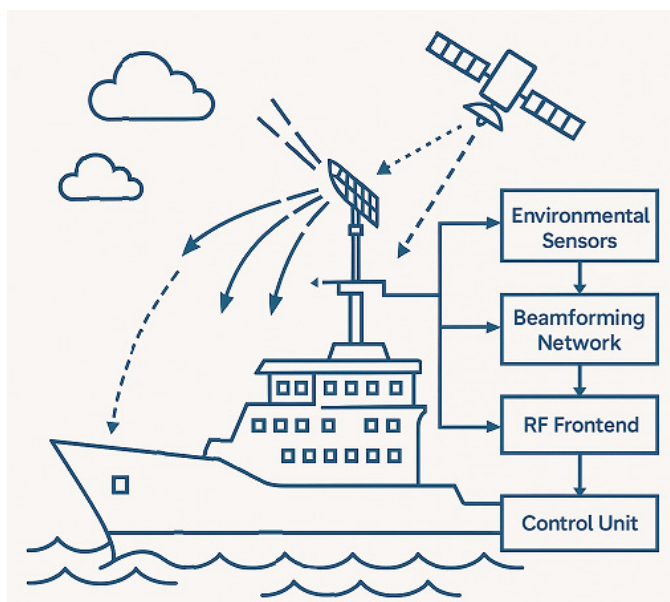 Environmental
Sensors
Beamforming
Network
RF Frontend
Control Unit